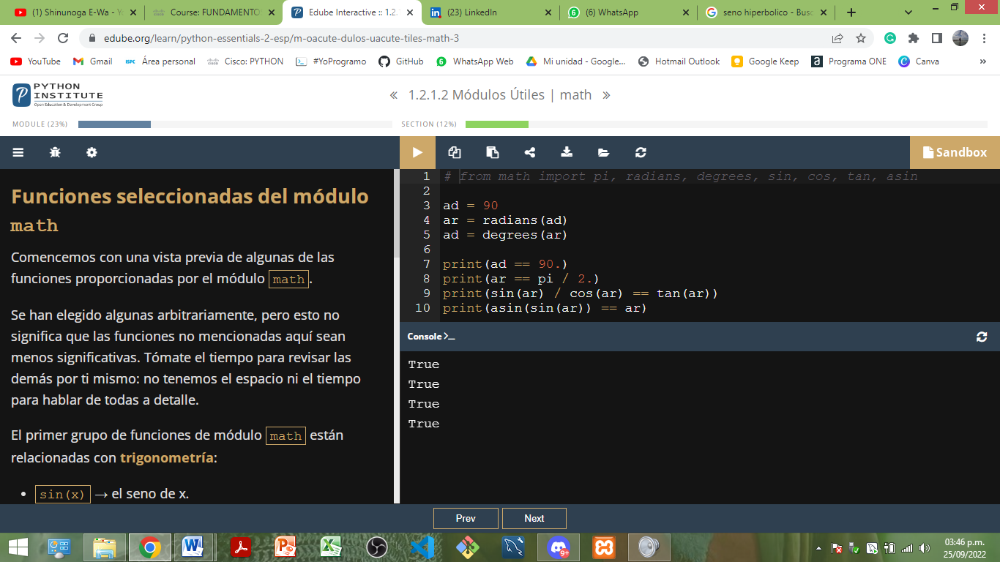 (1) Shinunoga E-Wa - Y
Course: FUNDAMENTO
Edube Interactive :: 1.2.
(23) LinkedIn
(6) WhatsApp
seno hiperbolico - Bus
edube.org/learn/python-essentials-2-esp/m-oacute-dulos-uacute-tiles-math-3
YouTube
Gmail
Área personal
Cisco: PYTHON
#YoProgramo
GitHub
WhatsApp Web
Mi unidad - Google...
Hotmail Outlook
Google Keep
Programa ONE
Canva
»
PYTHON
INSTITUTE
Open Education & Development Group
« 1.2.1.2 Módulos Útiles | math »
MODULE (23%)
SECTION (12%)
Sandbox
Funciones seleccionadas del módulo
math
Comencemos con una vista previa de algunas de las
funciones proporcionadas por el módulo math.
Se han elegido algunas arbitrariamente, pero esto no
significa que las funciones no mencionadas aquí sean
menos significativas. Tómate el tiempo para revisar las
demás por ti mismo: no tenemos el espacio ni el tiempo
para hablar de todas a detalle.
El primer grupo de funciones de módulo math están
relacionadas con trigonometría:
• sin(x) → el seno de x.
1 # from math import pi, radians, degrees, sin, cos, tan, asin
2
3 ad = 90
4 ar = radians(ad)
5 ad = degrees(ar)
6
7 print(ad == 90.)
8 print(ar == pi / 2.)
9 print(sin(ar) / cos(ar) == tan(ar))
10 print(asin(sin(ar)) == ar)
Console >_
True
True
True
True
Prev
Next
9+
03:46 p.m.
25/09/2022